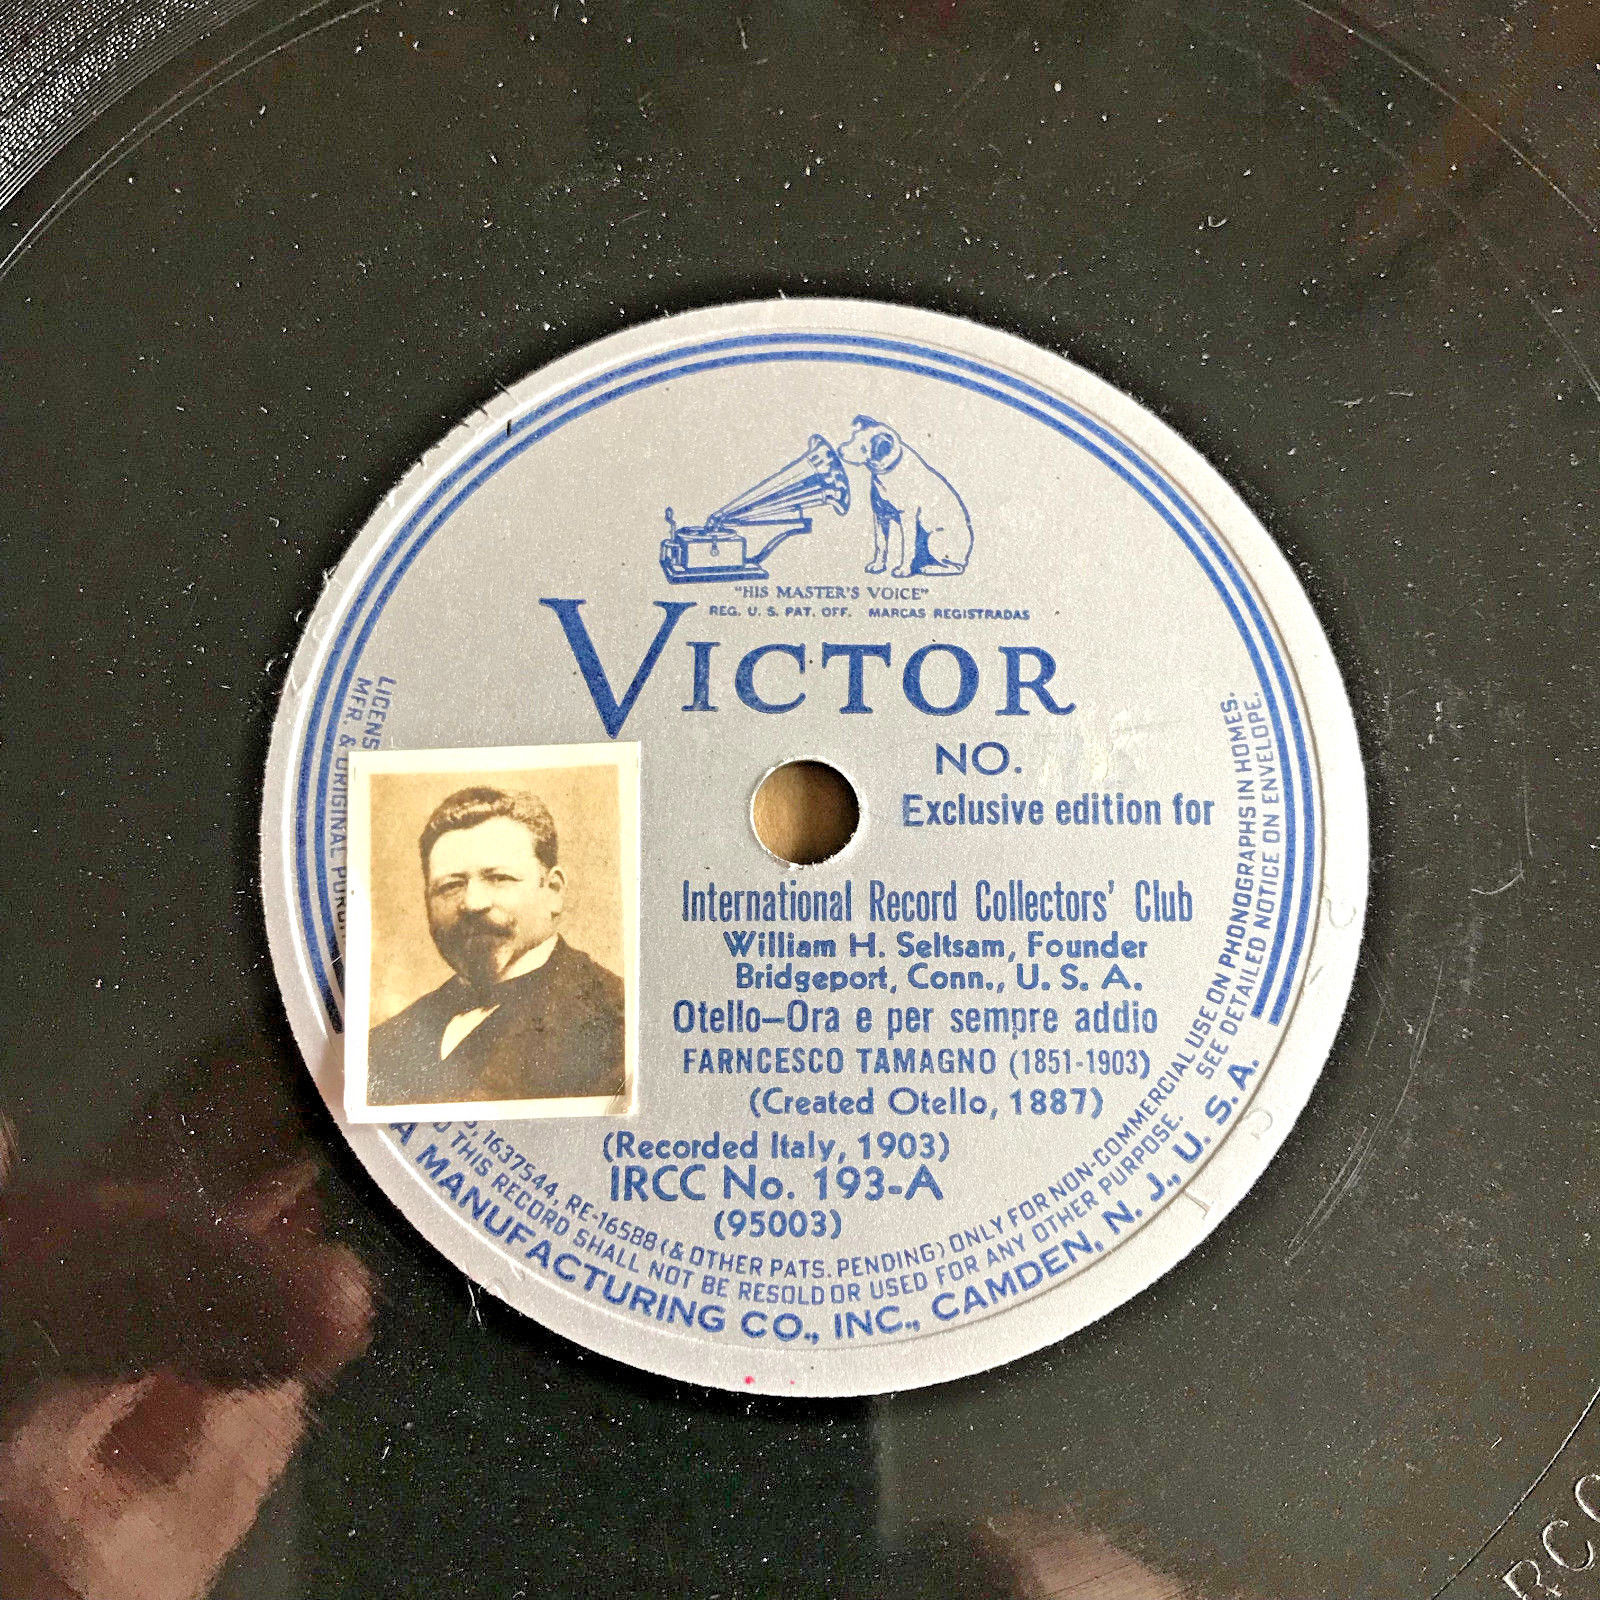 "HIS MASTER'S VOICE"
REG. U. S. PAT. OFF. MARCAS REGISTRADAS
VICTOR
NO.
Exclusive edition for
International Record Collectors' Club
William H. Seltsam, Founder
Bridgeport, Conn., U. S. A.
Otello—Ora e per sempre addio
FARNCESCO TAMAGNO (1851-1903)
(Created Otello, 1887)
(Recorded Italy, 1903)
IRCC No. 193-A
(95003)
MFR. & ORIGINAL
1637544, RE-16588 (& OTHER PATS. PENDING) ONLY FOR NON-COMMERCIAL USE ON PHONOGRAPHS IN HOMES.
THIS RECORD SHALL NOT BE RESOLD OR USED FOR ANY OTHER PURPOSE. SEE DETAILED NOTICE ON ENVELOPE.
A MANUFACTURING CO., INC., CAMDEN, N. J., U. S. A.